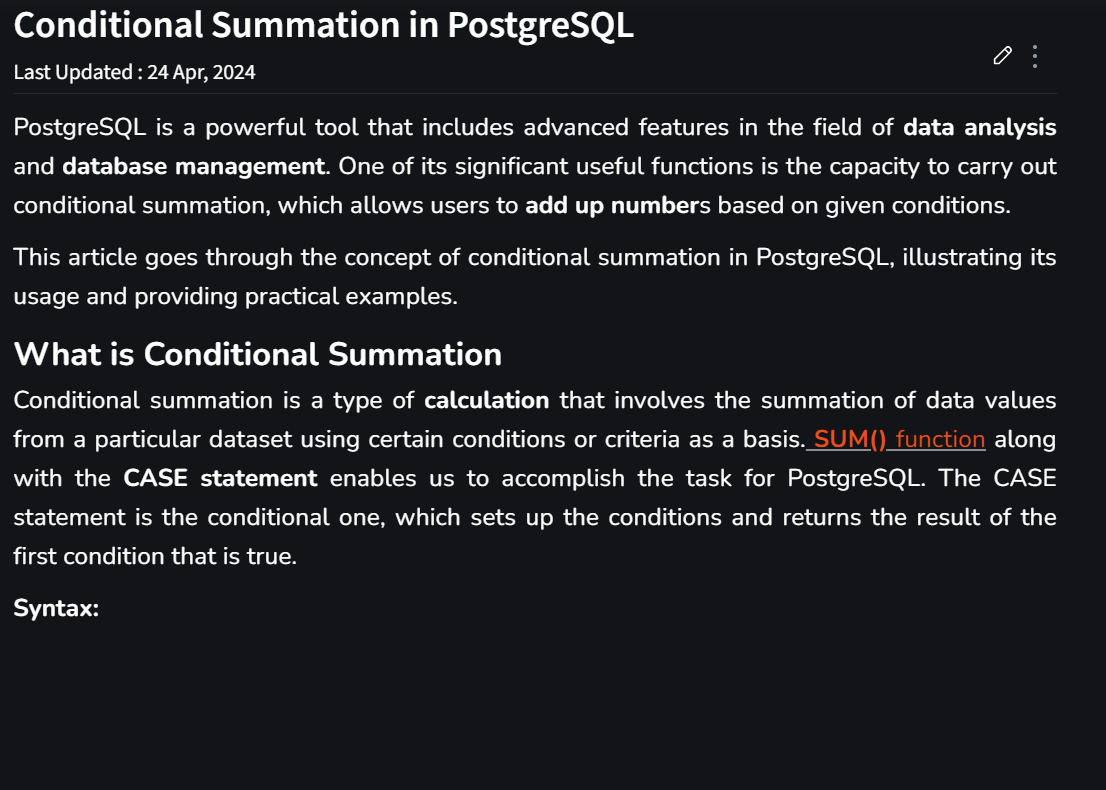 Conditional Summation in PostgreSQL
Last Updated : 24 Apr, 2024
PostgreSQL is a powerful tool that includes advanced features in the field of data analysis
and database management. One of its significant useful functions is the capacity to carry out
conditional summation, which allows users to add up numbers based on given conditions.
This article goes through the concept of conditional summation in PostgreSQL, illustrating its
usage and providing practical examples.
What is Conditional Summation
Conditional summation is a type of calculation that involves the summation of data values
from a particular dataset using certain conditions or criteria as a basis. SUM() function along
with the CASE statement enables us to accomplish the task for PostgreSQL. The CASE
statement is the conditional one, which sets up the conditions and returns the result of the
first condition that is true.
Syntax: